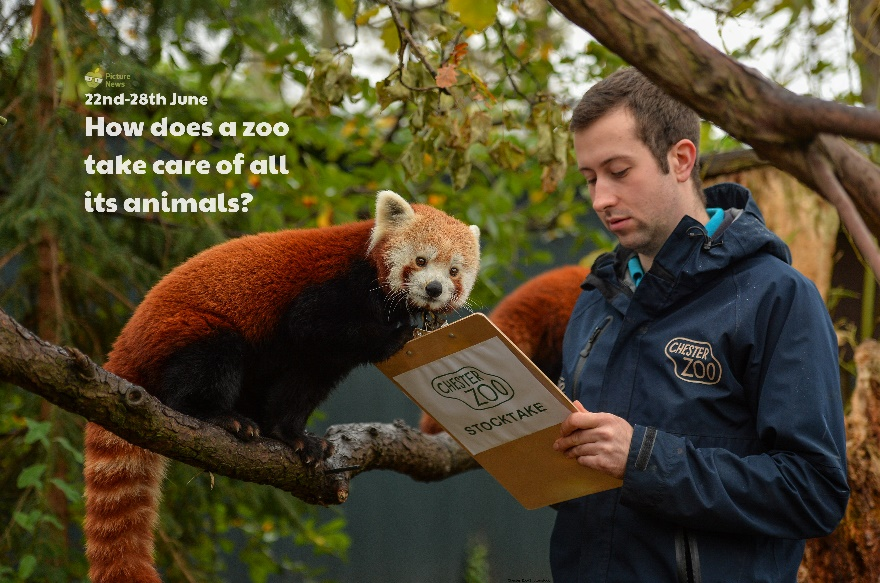 Picture
News
22nd-28th June
How does a zoo
take care of all
its animals?
CHESTER
ZOO
CHESTER
ZOO
STOCKTAKE